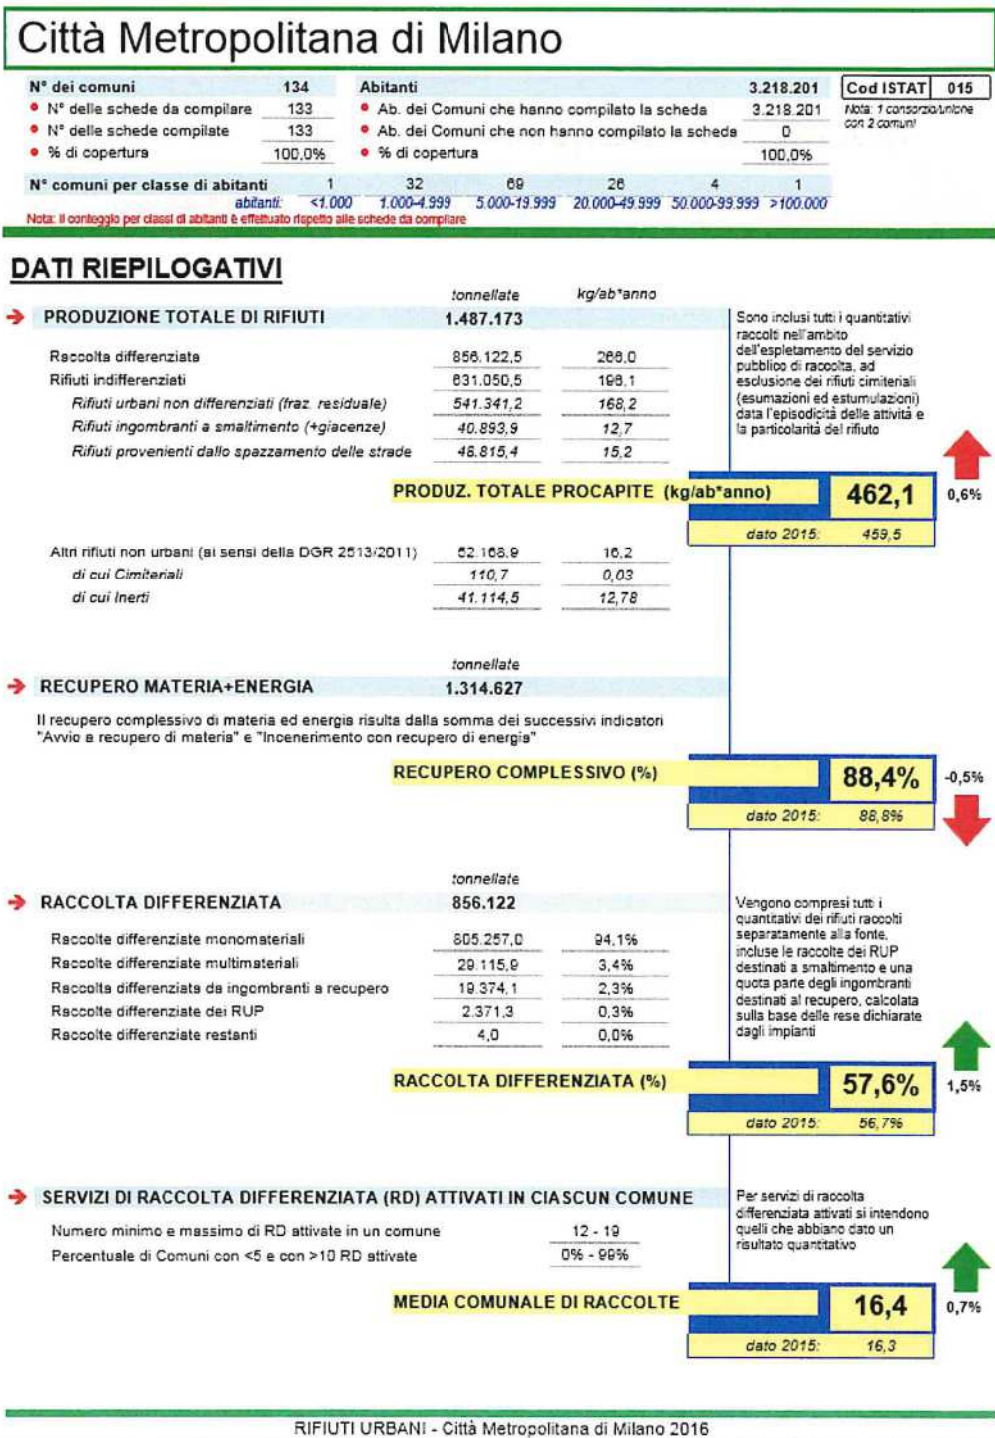 Città Metropolitana di Milano
N° dei comuni 134 Abitanti 3.218.201 Cod ISTAT 015
N° delle schede da compilare 133 Ab. dei Comuni che hanno compilato la scheda 3.218.201 Nota: 1 consorzio/unione
N° delle schede compilate 133 Ab. dei Comuni che non hanno compilato la scheda 0 con 2 comuni
% di copertura 100,0% % di copertura 100,0%
N° comuni per classe di abitanti 1 32 69 26 4 1
abitanti: <1.000 1.000-4.999 5.000-19.999 20.000-49.999 50.000-99.999 >100.000
Nota: il conteggio per classi di abitanti è effettuato rispetto alle schede da compilare
DATI RIEPILOGATIVI
tonnellate kg/ab*anno
PRODUZIONE TOTALE DI RIFIUTI 1.487.173
Raccolta differenziata 856.122,5 266,0
Rifiuti indifferenziati 631.050,5 196,1
Rifiuti urbani non differenziati (fraz. residuale) 541.341,2 168,2
Rifiuti ingombranti a smaltimento (+giacenze) 40.893,9 12,7
Rifiuti provenienti dallo spazzamento delle strade 48.815,4 15,2
Sono inclusi tutti i quantitativi
raccolti nell'ambito
dell'espletamento del servizio
pubblico di raccolta, ad
esclusione dei rifiuti cimiteriali
(esumazioni ed estumulazioni)
data l'episodicità delle attività e
la particolarità del rifiuto
PRODUZ. TOTALE PROCAPITE (kg/ab*anno) 462,1 0,6%
dato 2015: 459,5
Altri rifiuti non urbani (ai sensi della DGR 2513/2011) 52.168,9 16,2
di cui Cimiteriali 110,7 0,03
di cui Inerti 41.114,5 12,78
tonnellate
RECUPERO MATERIA+ENERGIA 1.314.627
Il recupero complessivo di materia ed energia risulta dalla somma dei successivi indicatori
"Avvio a recupero di materia" e "Incenerimento con recupero di energia"
RECUPERO COMPLESSIVO (%) 88,4% -0,5%
dato 2015: 88,8%
tonnellate
RACCOLTA DIFFERENZIATA 856.122
Raccolte differenziate monomateriali 805.257,0 94,1%
Raccolte differenziate multimateriali 29.115,9 3,4%
Raccolta differenziata da ingombranti a recupero 19.374,1 2,3%
Raccolte differenziate dei RUP 2.371,3 0,3%
Raccolte differenziate restanti 4,0 0,0%
Vengono compresi tutti i
quantitativi dei rifiuti raccolti
separatamente alla fonte,
incluse le raccolte dei RUP
destinati a smaltimento e una
quota parte degli ingombranti
destinati al recupero, calcolata
sulla base delle rese dichiarate
dagli impianti
RACCOLTA DIFFERENZIATA (%) 57,6% 1,5%
dato 2015: 56,7%
SERVIZI DI RACCOLTA DIFFERENZIATA (RD) ATTIVATI IN CIASCUN COMUNE
Numero minimo e massimo di RD attivate in un comune 12 - 19
Percentuale di Comuni con <5 e con >10 RD attivate 0% - 99%
Per servizi di raccolta
differenziata attivati si intendono
quelli che abbiano dato un
risultato quantitativo
MEDIA COMUNALE DI RACCOLTE 16,4 0,7%
dato 2015: 16,3
RIFIUTI URBANI - Città Metropolitana di Milano 2016